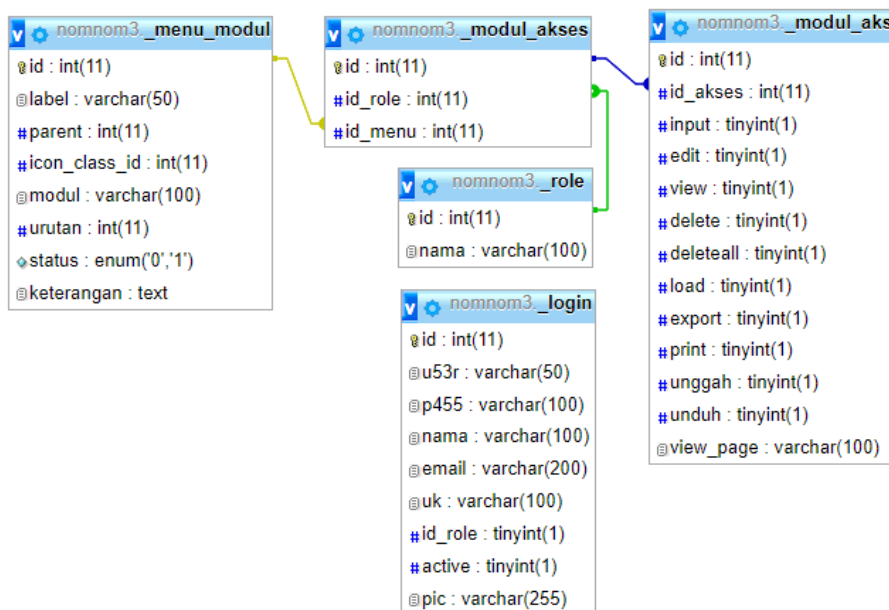 nomnom3._menu_modul
id : int(11)
label : varchar(50)
parent : int(11)
icon_class_id : int(11)
modul : varchar(100)
urutan : int(11)
status : enum('0','1')
keterangan : text
nomnom3._modul_akses
id : int(11)
id_role : int(11)
id_menu : int(11)
nomnom3._role
id : int(11)
nama : varchar(100)
nomnom3._login
id : int(11)
u53r : varchar(50)
p455 : varchar(100)
nama : varchar(100)
email : varchar(200)
uk : varchar(100)
id_role : tinyint(1)
active : tinyint(1)
pic : varchar(255)
nomnom3._modul_aks
id : int(11)
id_akses : int(11)
input : tinyint(1)
edit : tinyint(1)
view : tinyint(1)
delete : tinyint(1)
deleteall : tinyint(1)
load : tinyint(1)
export : tinyint(1)
print : tinyint(1)
unggah : tinyint(1)
unduh : tinyint(1)
view_page : varchar(100)